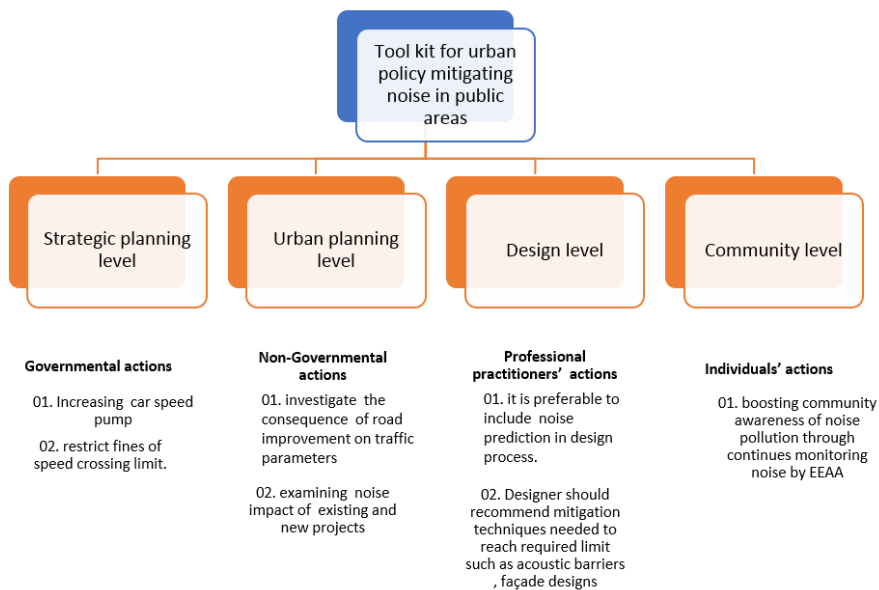 Tool kit for urban
policy mitigating
noise in public
areas
Strategic planning
level
Urban planning
level
Design level
Community level
Governmental actions
01. Increasing car speed
pump
02. restrict fines of
speed crossing limit.
Non-Governmental
actions
01. investigate the
consequence of road
improvement on traffic
parameters
02. examining noise
impact of existing and
new projects
Professional
practitioners’ actions
01. it is preferable to
include noise
prediction in design
process.
02. Designer should
recommend mitigation
techniques needed to
reach required limit
such as acoustic barriers
, façade designs
Individuals’ actions
01. boosting community
awareness of noise
pollution through
continues monitoring
noise by EEAA